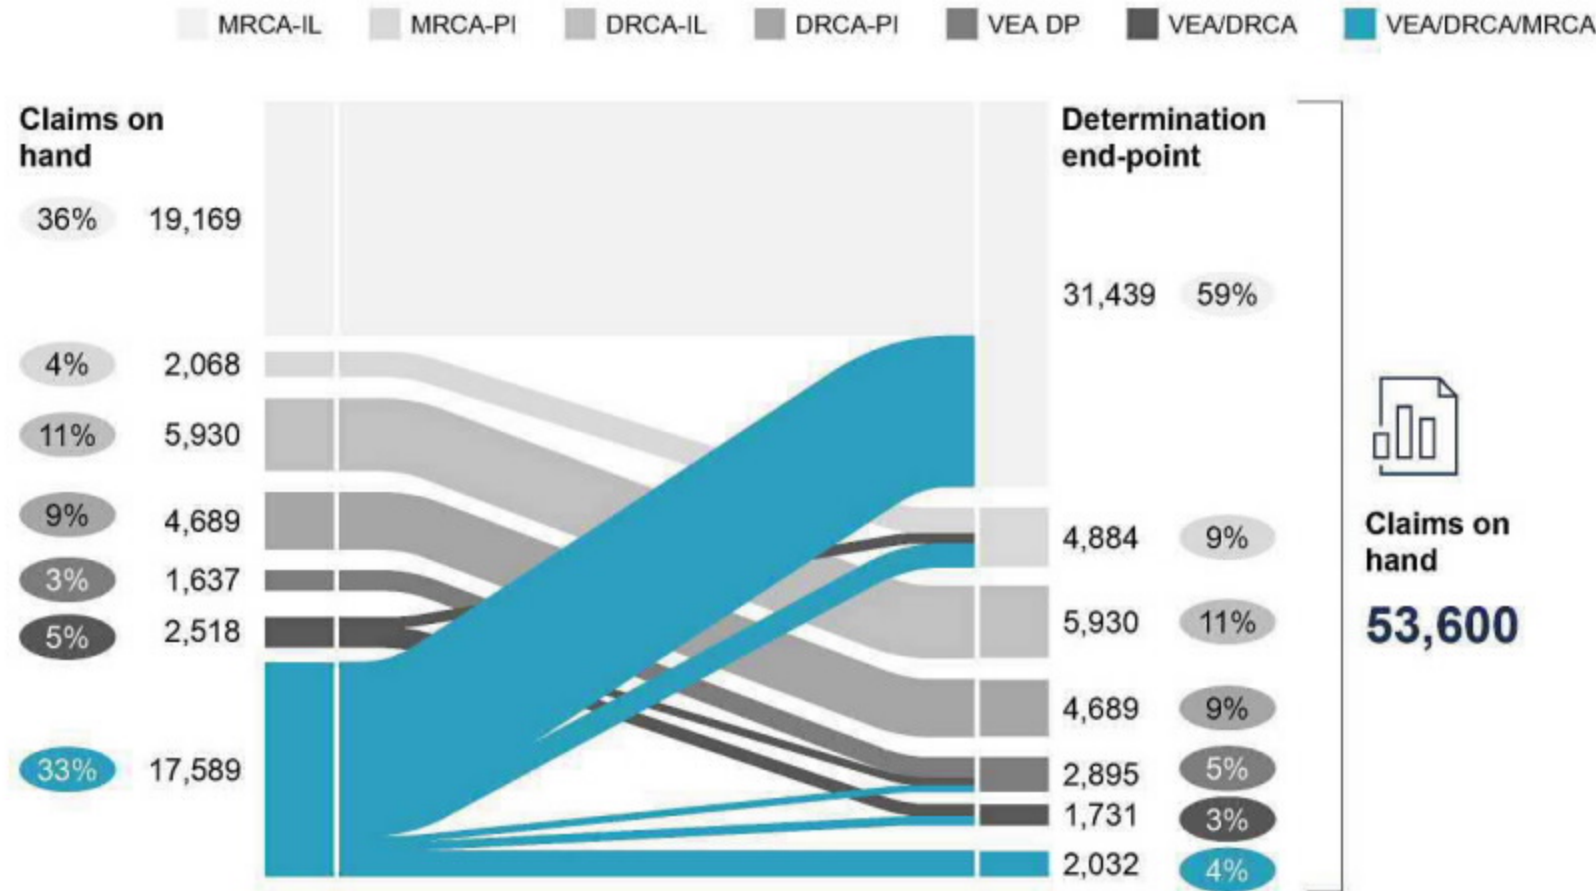 MRCA-IL MRCA-PI DRCA-IL DRCA-PI VEA DP VEA/DRCA VEA/DRCA/MRCA
Claims on
hand
36% 19,169
4% 2,068
11% 5,930
9% 4,689
3% 1,637
5% 2,518
33% 17,589
Determination
end-point
31,439 59%
4,884 9%
5,930 11%
4,689 9%
2,895 5%
1,731 3%
2,032 4%
Claims on
hand
53,600